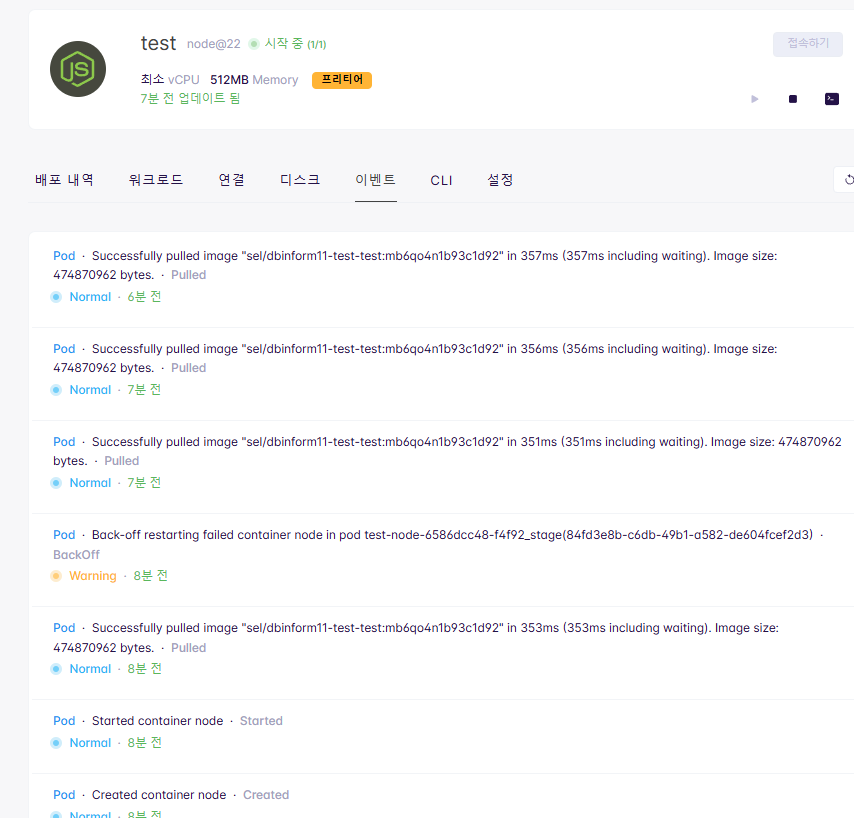 test node@22 시작 중 (1/1) 접속하기
JS
최소 vCPU 512MB Memory 프리티어
7분 전 업데이트 됨
배포 내역 워크로드 연결 디스크 이벤트 CLI 설정
Pod · Successfully pulled image "sel/dbinform11-test-test:mb6qo4n1b93c1d92" in 357ms (357ms including waiting). Image size:
474870962 bytes. · Pulled
Normal · 6분 전
Pod · Successfully pulled image "sel/dbinform11-test-test:mb6qo4n1b93c1d92" in 356ms (356ms including waiting). Image size:
474870962 bytes. · Pulled
Normal · 7분 전
Pod · Successfully pulled image "sel/dbinform11-test-test:mb6qo4n1b93c1d92" in 351ms (351ms including waiting). Image size: 474870962
bytes. · Pulled
Normal · 7분 전
Pod · Back-off restarting failed container node in pod test-node-6586dcc48-f4f92_stage(84fd3e8b-c6db-49b1-a582-de604fcef2d3) ·
BackOff
Warning · 8분 전
Pod · Successfully pulled image "sel/dbinform11-test-test:mb6qo4n1b93c1d92" in 353ms (353ms including waiting). Image size:
474870962 bytes. · Pulled
Normal · 8분 전
Pod · Started container node · Started
Normal · 8분 전
Pod · Created container node · Created
Normal · 8분 전